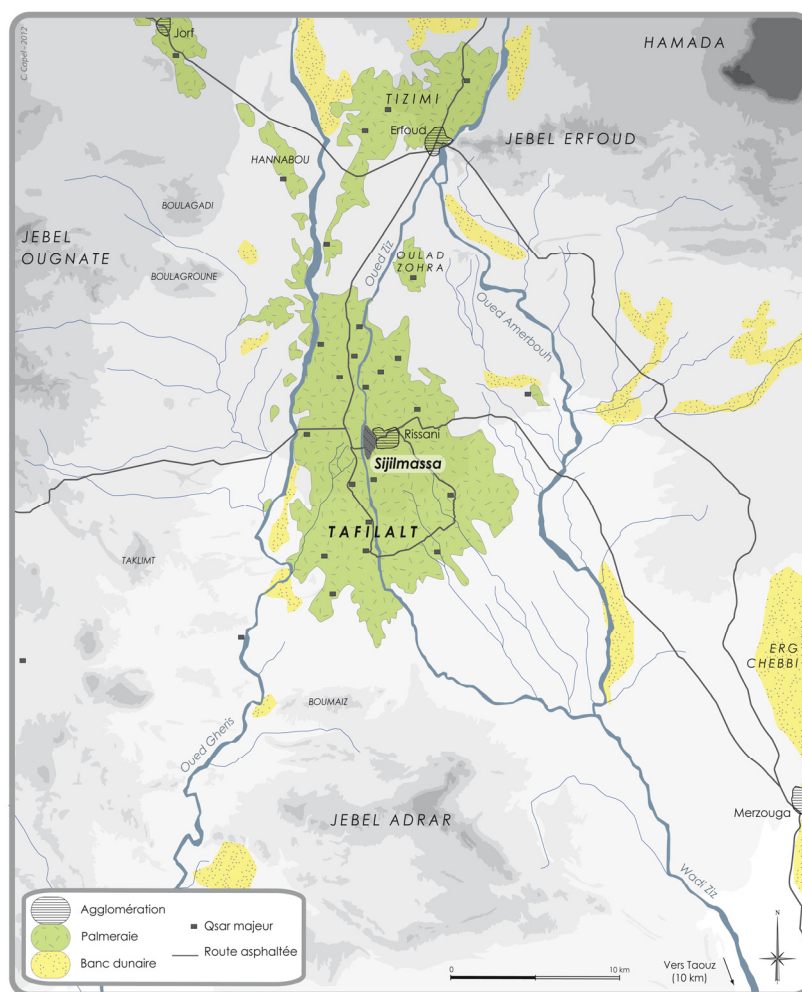 C. Capel - 2012
Jorf
HAMADA
TIZIMI
Erfoud
JEBEL ERFOUD
HANNABOU
BOULAGADI
JEBEL
OUGNATE
BOULAGROUNE
Oued Ziz
OULAD
ZOHRA
Oued Amerbouh
Rissani
Sijilmassa
TAFILALT
TAKLIMT
ERG
CHEBBI
BOUMAIZ
Oued Gheris
JEBEL ADRAR
Merzouga
Wadi Ziz
Agglomération
Palmeraie
Banc dunaire
Qsar majeur
Route asphaltée
0
10 km
Vers Taouz
(10 km)
N